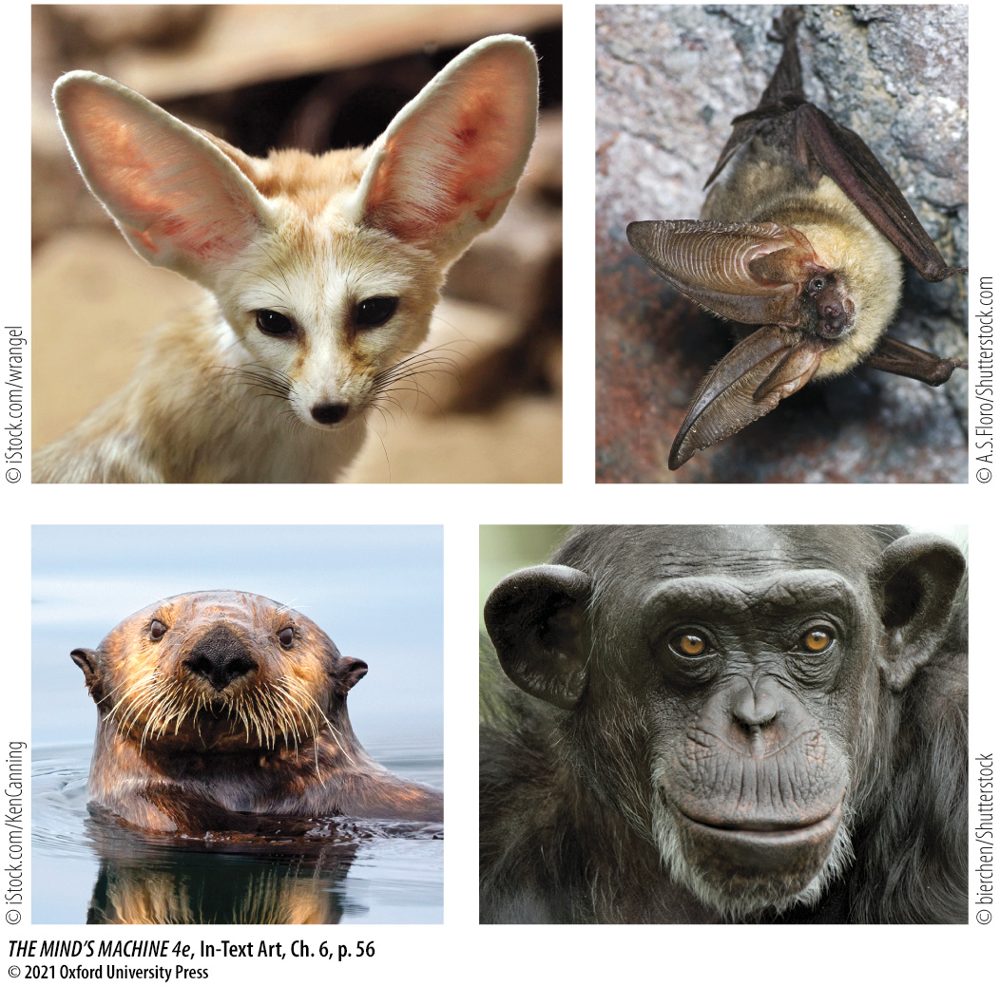 © iStock.com/wrangel
© A.S.Floro/Shutterstock.com
© iStock.com/KenCanning
© bierchen/Shutterstock
THE MIND’S MACHINE 4e, In-Text Art, Ch. 6, p. 56
© 2021 Oxford University Press